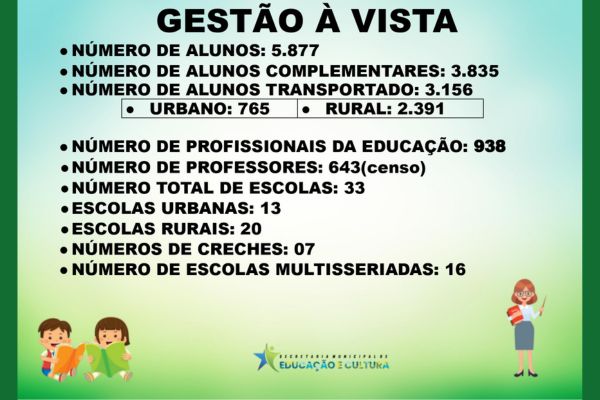 GESTÃO À VISTA
● NÚMERO DE ALUNOS: 5.877
● NÚMERO DE ALUNOS COMPLEMENTARES: 3.835
● NÚMERO DE ALUNOS TRANSPORTADO: 3.156
● URBANO: 765 ● RURAL: 2.391
● NÚMERO DE PROFISSIONAIS DA EDUCAÇÃO: 938
● NÚMERO DE PROFESSORES: 643(censo)
● NÚMERO TOTAL DE ESCOLAS: 33
● ESCOLAS URBANAS: 13
● ESCOLAS RURAIS: 20
● NÚMEROS DE CRECHES: 07
● NÚMERO DE ESCOLAS MULTISSERIADAS: 16
SECRETARIA MUNICIPAL DE
EDUCAÇÃO E CULTURA